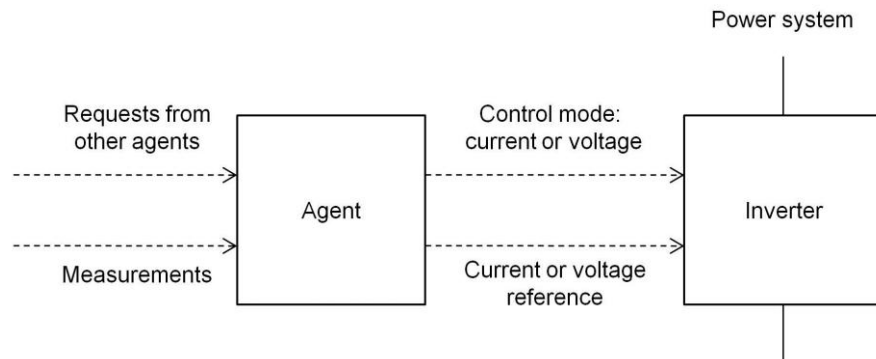 Power system
Requests from
other agents
Control mode:
current or voltage
Agent
Inverter
Measurements
Current or voltage
reference